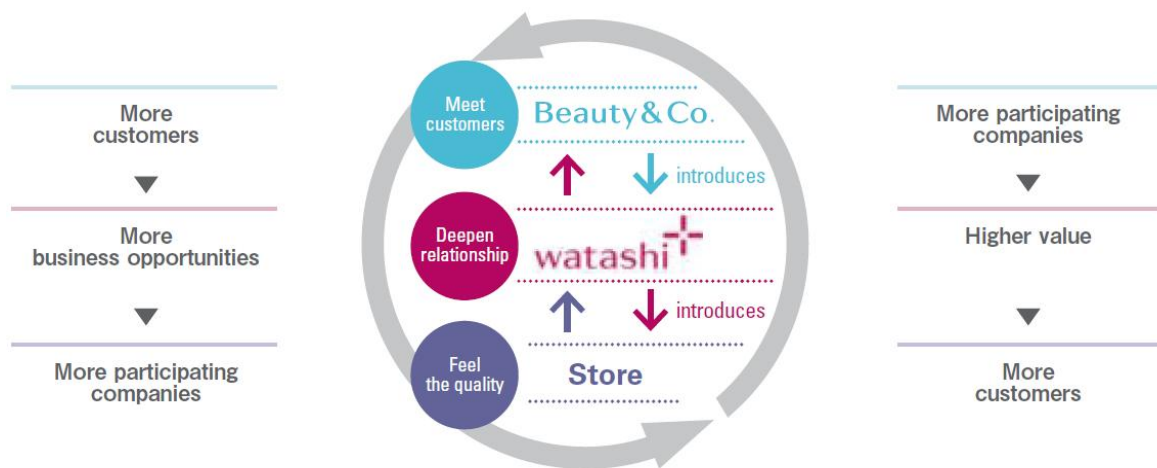 More
customers
More
business opportunities
More participating
companies
Meet
customers
Beauty&Co.
introduces
Deepen
relationship
watashi+
introduces
Feel
the quality
Store
More participating
companies
Higher value
More
customers